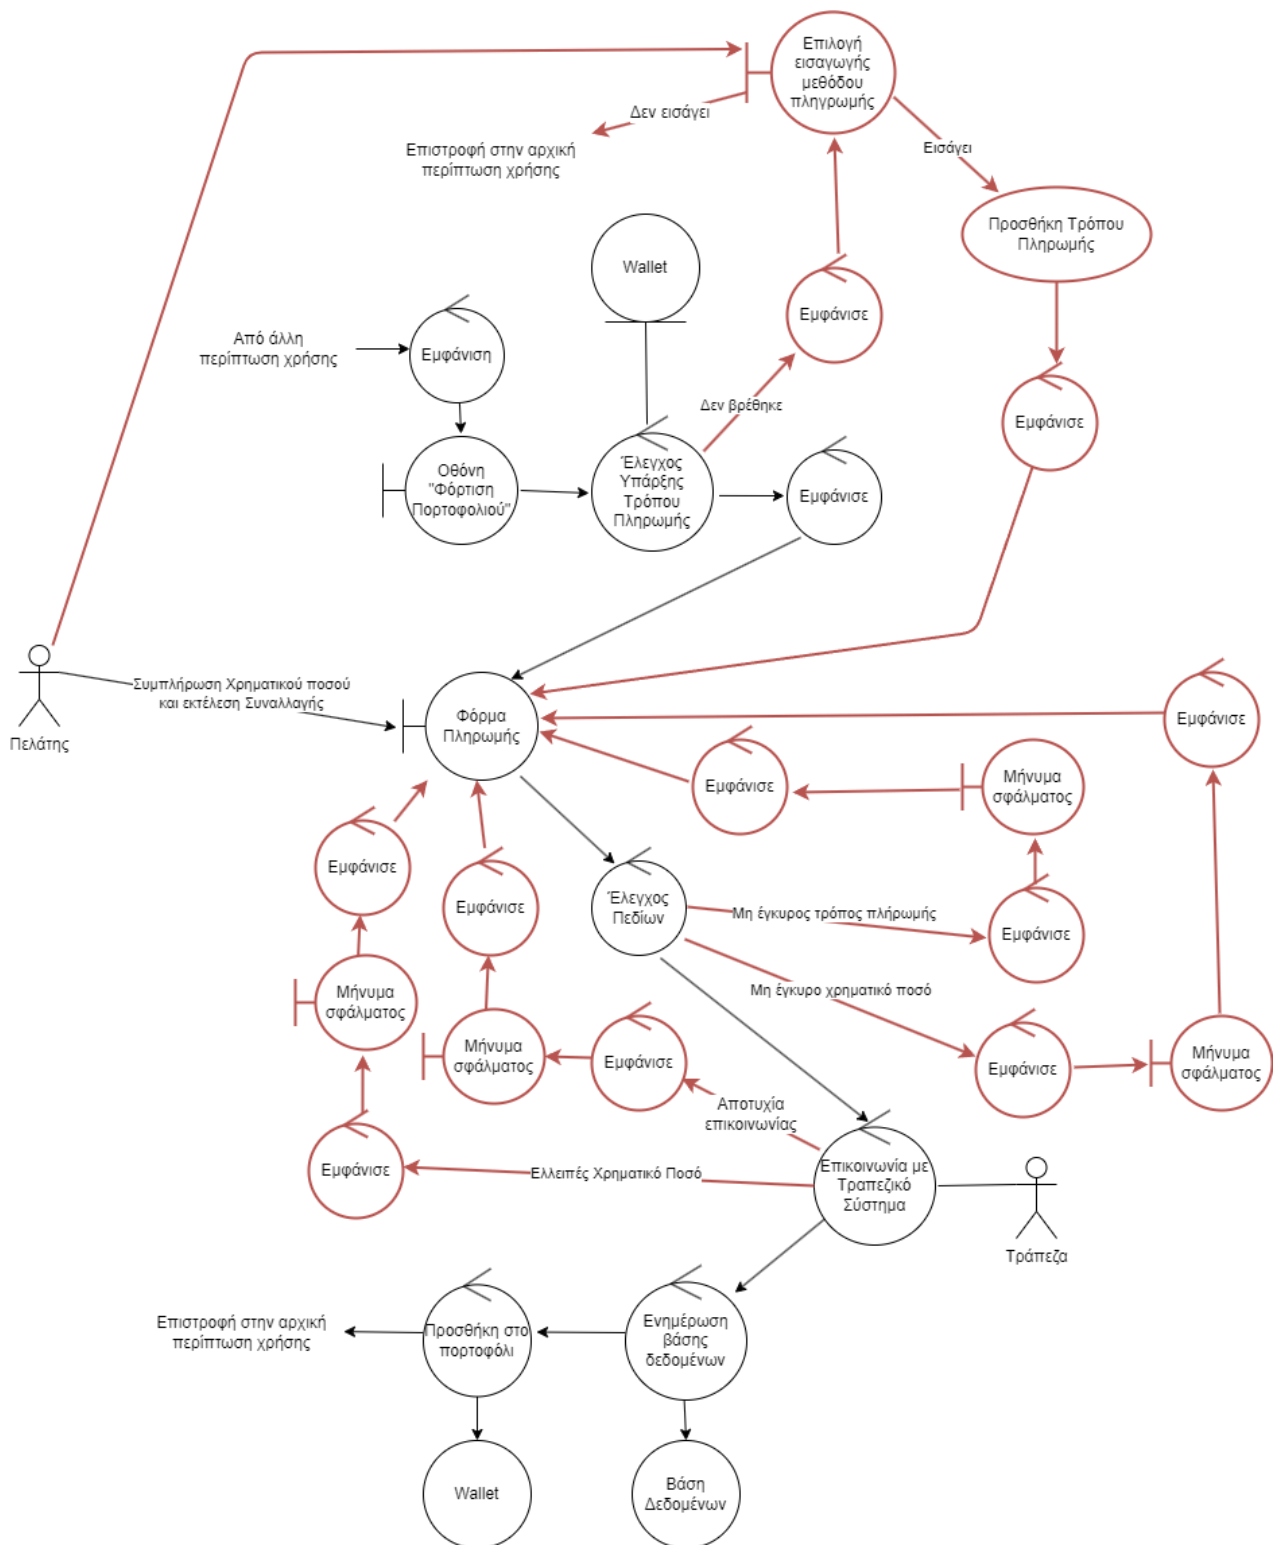 Επιλογή
εισαγωγής
μεθόδου
πληγρωμής
Δεν εισάγει
Επιστροφή στην αρχική
περίπτωση χρήσης
Εισάγει
Προσθήκη Τρόπου
Πληρωμής
Wallet
Εμφάνισε
Από άλλη
περίπτωση χρήσης
Εμφάνιση
Δεν βρέθηκε
Εμφάνισε
Οθόνη
"Φόρτιση
Πορτοφολιού"
Έλεγχος
Υπάρξης
Τρόπου
Πληρωμής
Εμφάνισε
Συμπλήρωση Χρηματικού ποσού
και εκτέλεση Συναλλαγής
Πελάτης
Φόρμα
Πληρωμής
Εμφάνισε
Εμφάνισε
Μήνυμα
σφάλματος
Εμφάνισε
Εμφάνισε
Έλεγχος
Πεδίων
Μη έγκυρος τρόπος πλήρωμής
Εμφάνισε
Μήνυμα
σφάλματος
Μη έγκυρο χρηματικό ποσό
Μήνυμα
σφάλματος
Εμφάνισε
Εμφάνισε
Μήνυμα
σφάλματος
Αποτυχία
επικοινωνίας
Εμφάνισε
Ελλειπές Χρηματικό Ποσό
Επικοινωνία με
Τραπεζικό
Σύστημα
Τράπεζα
Επιστροφή στην αρχική
περίπτωση χρήσης
Προσθήκη στο
πορτοφόλι
Ενημέρωση
βάσης
δεδομένων
Wallet
Βάση
Δεδομένων